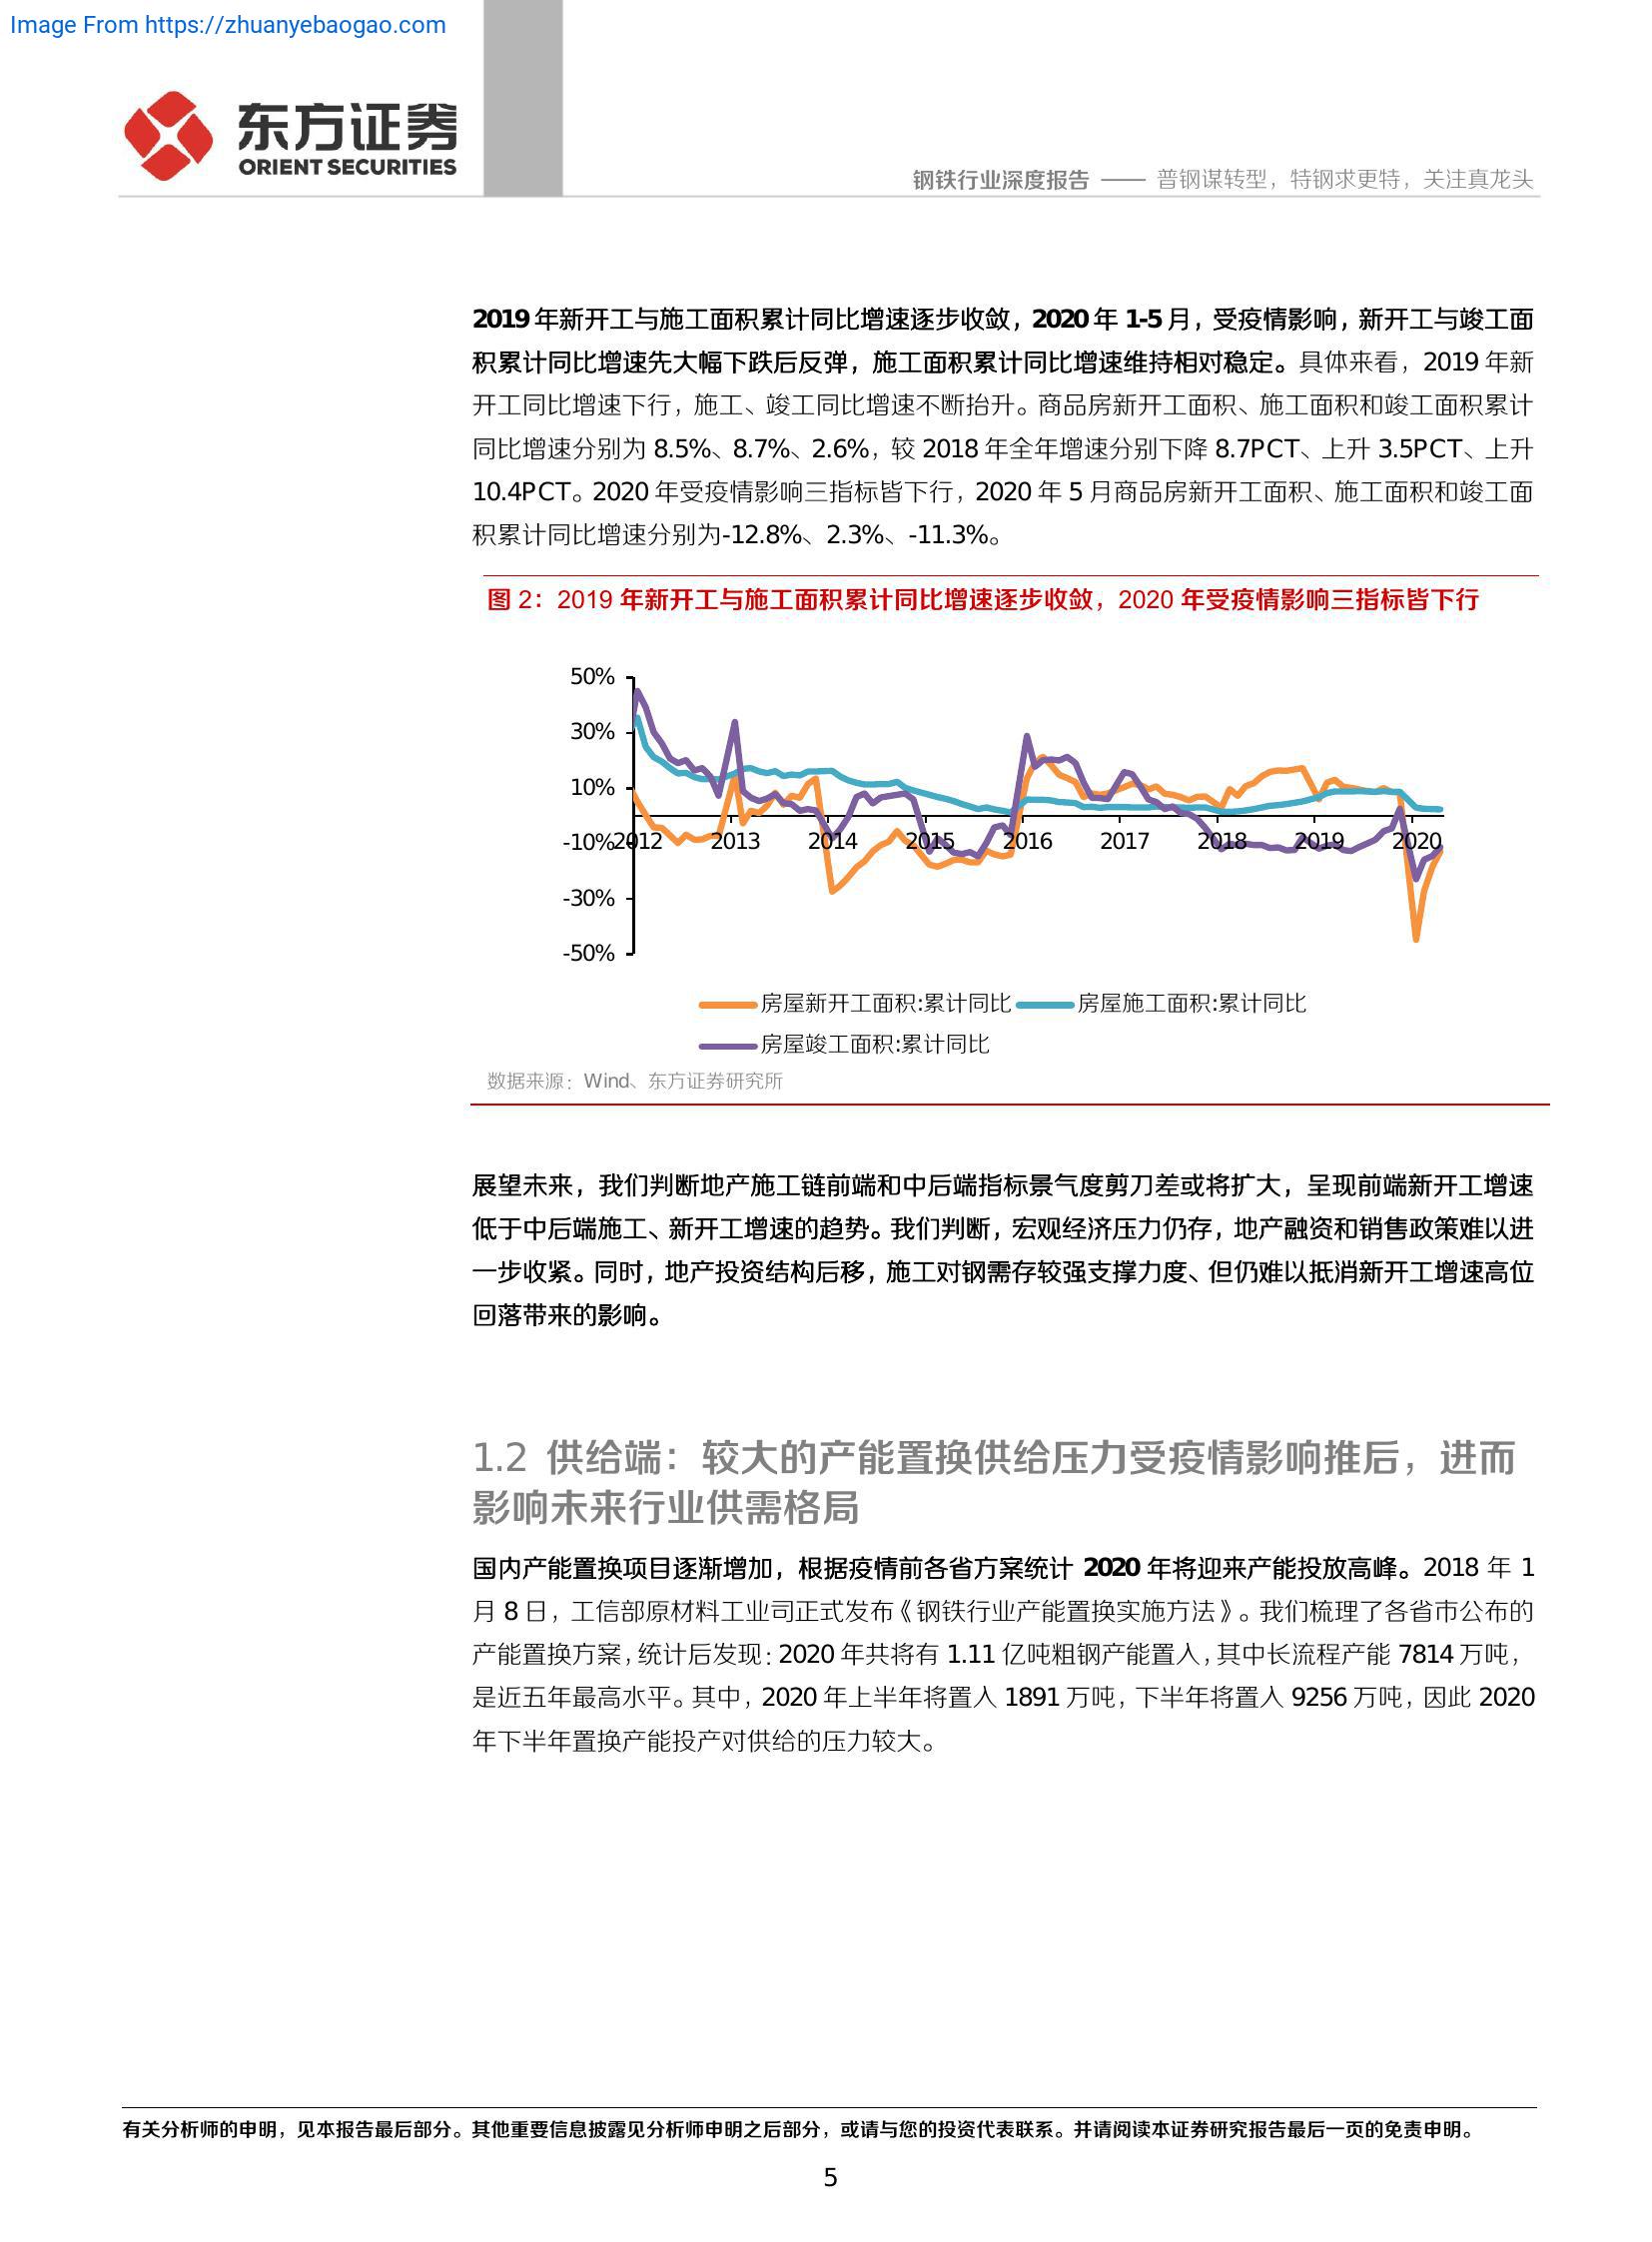 Image From https://zhuanyebaogao.com
东方证券
ORIENT SECURITIES
钢铁行业深度报告 —— 普钢谋转型，特钢求更特，关注真龙头
2019 年新开工与施工面积累计同比增速逐步收敛，2020 年 1-5 月，受疫情影响，新开工与竣工面
积累计同比增速先大幅下跌后反弹，施工面积累计同比增速维持相对稳定。具体来看，2019 年新
开工同比增速下行，施工、竣工同比增速不断抬升。商品房新开工面积、施工面积和竣工面积累计
同比增速分别为 8.5%、8.7%、2.6%，较 2018 年全年增速分别下降 8.7PCT、上升 3.5PCT、上升
10.4PCT。2020 年受疫情影响三指标皆下行，2020 年 5 月商品房新开工面积、施工面积和竣工面
积累计同比增速分别为-12.8%、2.3%、-11.3%。
图 2：2019 年新开工与施工面积累计同比增速逐步收敛，2020 年受疫情影响三指标皆下行
50%
30%
10%
-10%
-30%
-50%
2012 2013 2014 2015 2016 2017 2018 2019 2020
房屋新开工面积:累计同比 房屋施工面积:累计同比
房屋竣工面积:累计同比
数据来源：Wind、东方证券研究所
展望未来，我们判断地产施工链前端和中后端指标景气度剪刀差或将扩大，呈现前端新开工增速
低于中后端施工、新开工增速的趋势。我们判断，宏观经济压力仍存，地产融资和销售政策难以进
一步收紧。同时，地产投资结构后移，施工对钢需存较强支撑力度、但仍难以抵消新开工增速高位
回落带来的影响。
1.2 供给端：较大的产能置换供给压力受疫情影响推后，进而
影响未来行业供需格局
国内产能置换项目逐渐增加，根据疫情前各省方案统计 2020 年将迎来产能投放高峰。2018 年 1
月 8 日，工信部原材料工业司正式发布《钢铁行业产能置换实施方法》。我们梳理了各省市公布的
产能置换方案，统计后发现：2020 年共将有 1.11 亿吨粗钢产能置入，其中长流程产能 7814 万吨，
是近五年最高水平。其中，2020 年上半年将置入 1891 万吨，下半年将置入 9256 万吨，因此 2020
年下半年置换产能投产对供给的压力较大。
有关分析师的申明，见本报告最后部分。其他重要信息披露见分析师申明之后部分，或请与您的投资代表联系。并请阅读本证券研究报告最后一页的免责申明。
5